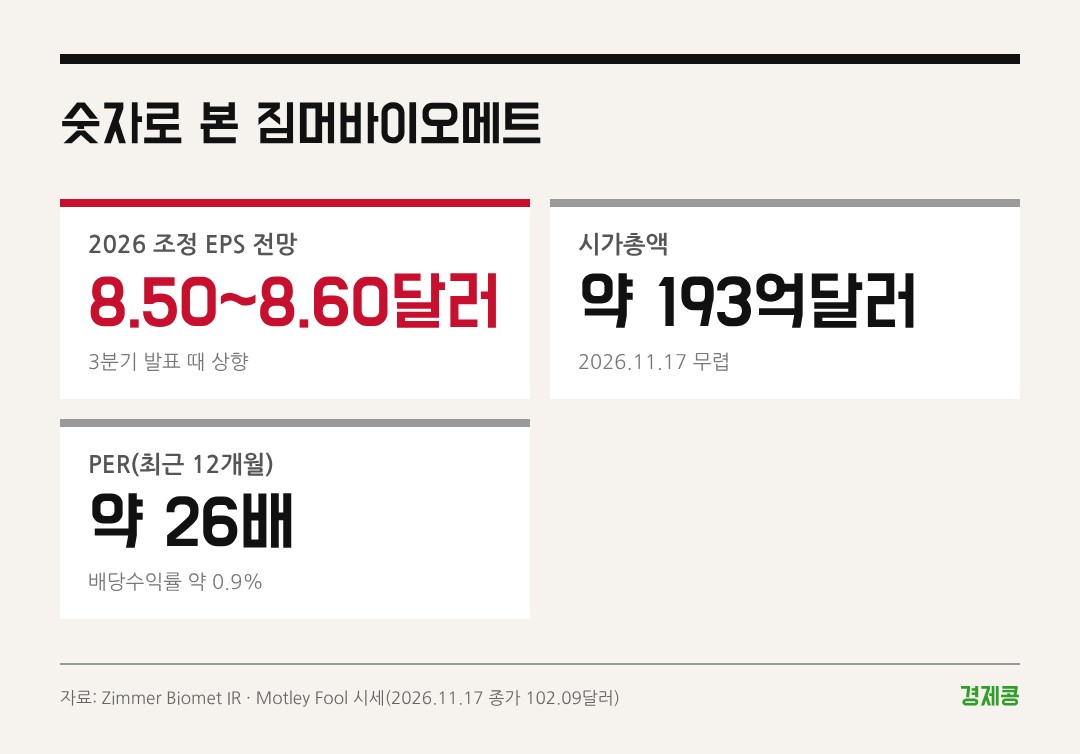 숫자로 본 짐머바이오메트
2026 조정 EPS 전망
8.50~8.60달러
3분기 발표 때 상향
시가총액
약 193억달러
2026.11.17 무렵
PER(최근 12개월)
약 26배
배당수익률 약 0.9%
자료: Zimmer Biomet IR · Motley Fool 시세(2026.11.17 종가 102.09달러)
경제콩